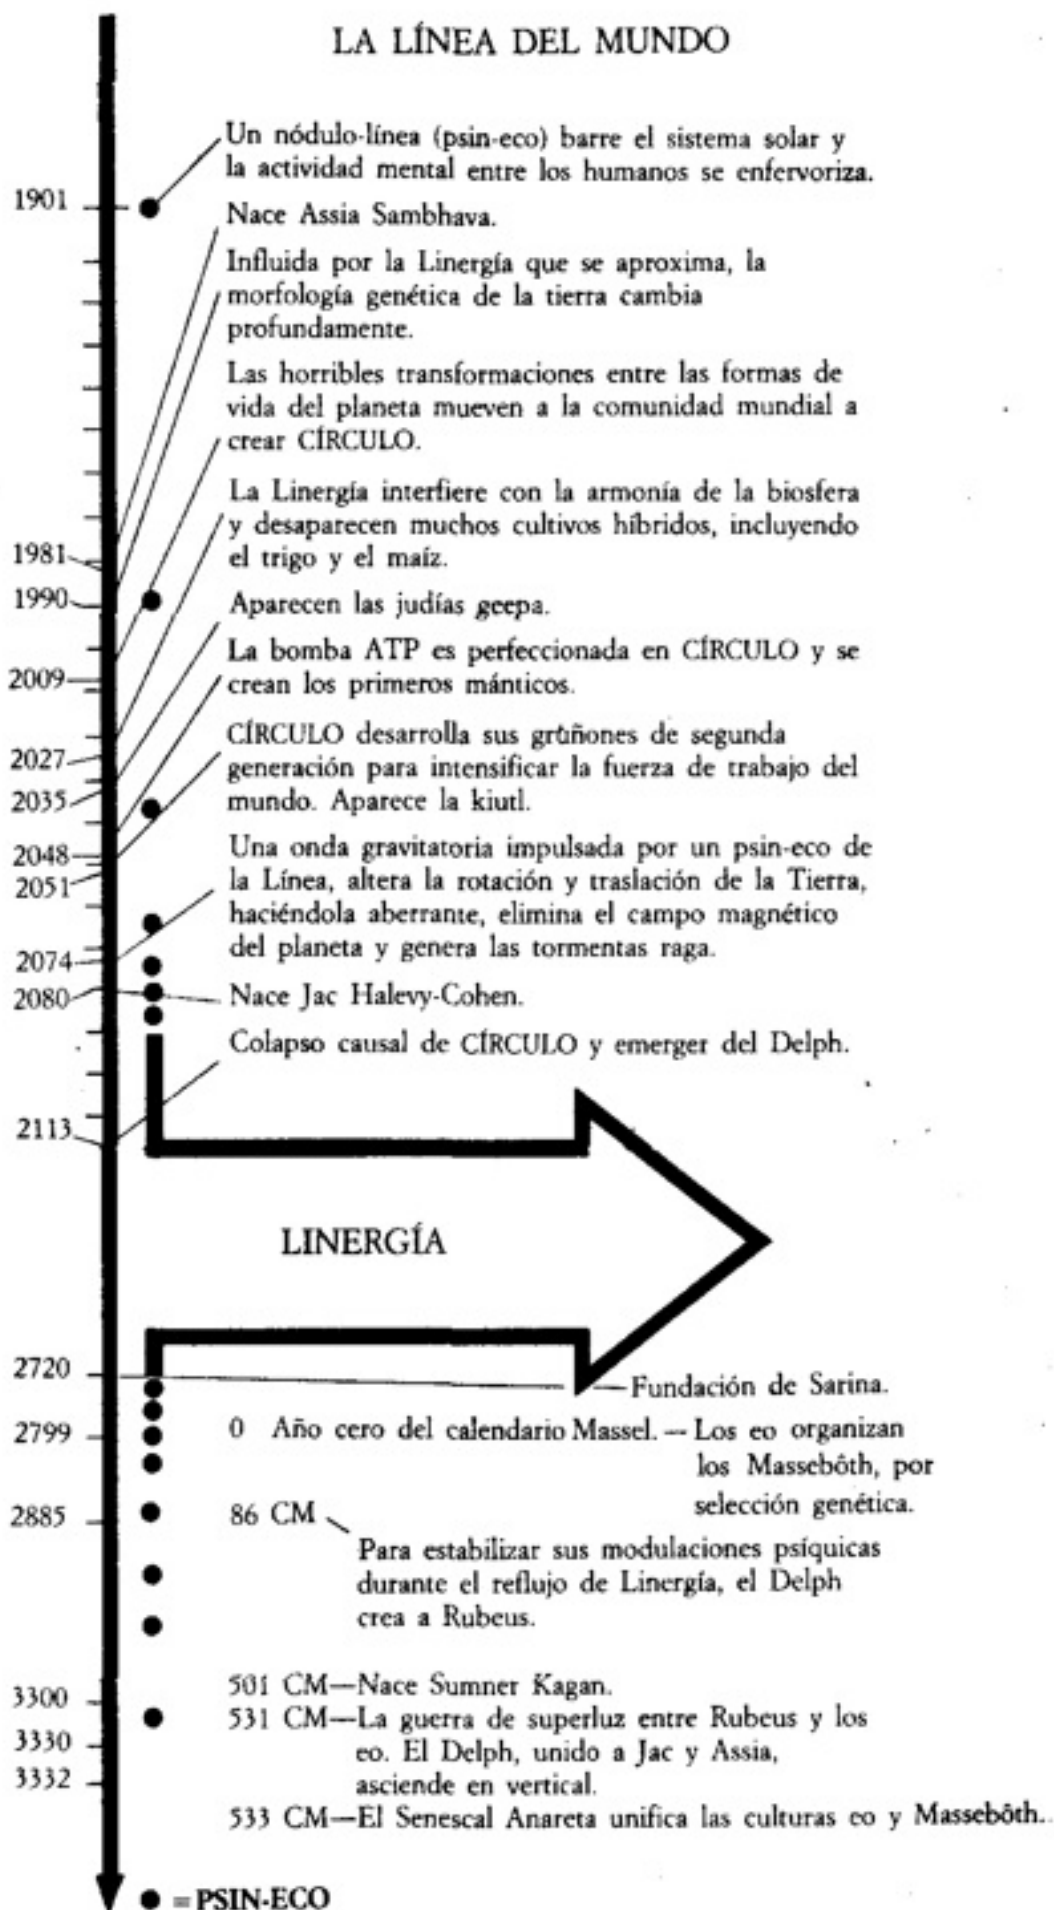 LA LÍNEA DEL MUNDO
Un nódulo-línea (psin-eco) barre el sistema solar y
la actividad mental entre los humanos se enfervoriza.
1901
Nace Assia Sambhava.
Influida por la Linergía que se aproxima, la
morfología genética de la tierra cambia
profundamente.
Las horribles transformaciones entre las formas de
vida del planeta mueven a la comunidad mundial a
crear CÍRCULO.
La Linergía interfiere con la armonía de la biosfera
y desaparecen muchos cultivos híbridos, incluyendo
el trigo y el maíz.
1981
1990
Aparecen las judías geepa.
La bomba ATP es perfeccionada en CÍRCULO y se
crean los primeros mánticos.
2009
CÍRCULO desarrolla sus gruñones de segunda
generación para intensificar la fuerza de trabajo del
mundo. Aparece la kiutl.
2027
2035
2048
2051
Una onda gravitatoria impulsada por un psin-eco de
la Línea, altera la rotación y traslación de la Tierra,
haciéndola aberrante, elimina el campo magnético
del planeta y genera las tormentas raga.
2074
2080
Nace Jac Halevy-Cohen.
Colapso causal de CÍRCULO y emerger del Delph.
2113
LINERGÍA
2720
Fundación de Sarina.
2799
0 Año cero del calendario Massel. — Los eo organizan
los Massebôth, por
selección genética.
2885
86 CM
Para estabilizar sus modulaciones psíquicas
durante el reflujo de Linergía, el Delph
crea a Rubeus.
3300
501 CM—Nace Sumner Kagan.
531 CM—La guerra de superluz entre Rubeus y los
eo. El Delph, unido a Jac y Assia,
asciende en vertical.
3330
3332
533 CM—El Senescal Anareta unifica las culturas eo y Massebôth.
● = PSIN-ECO